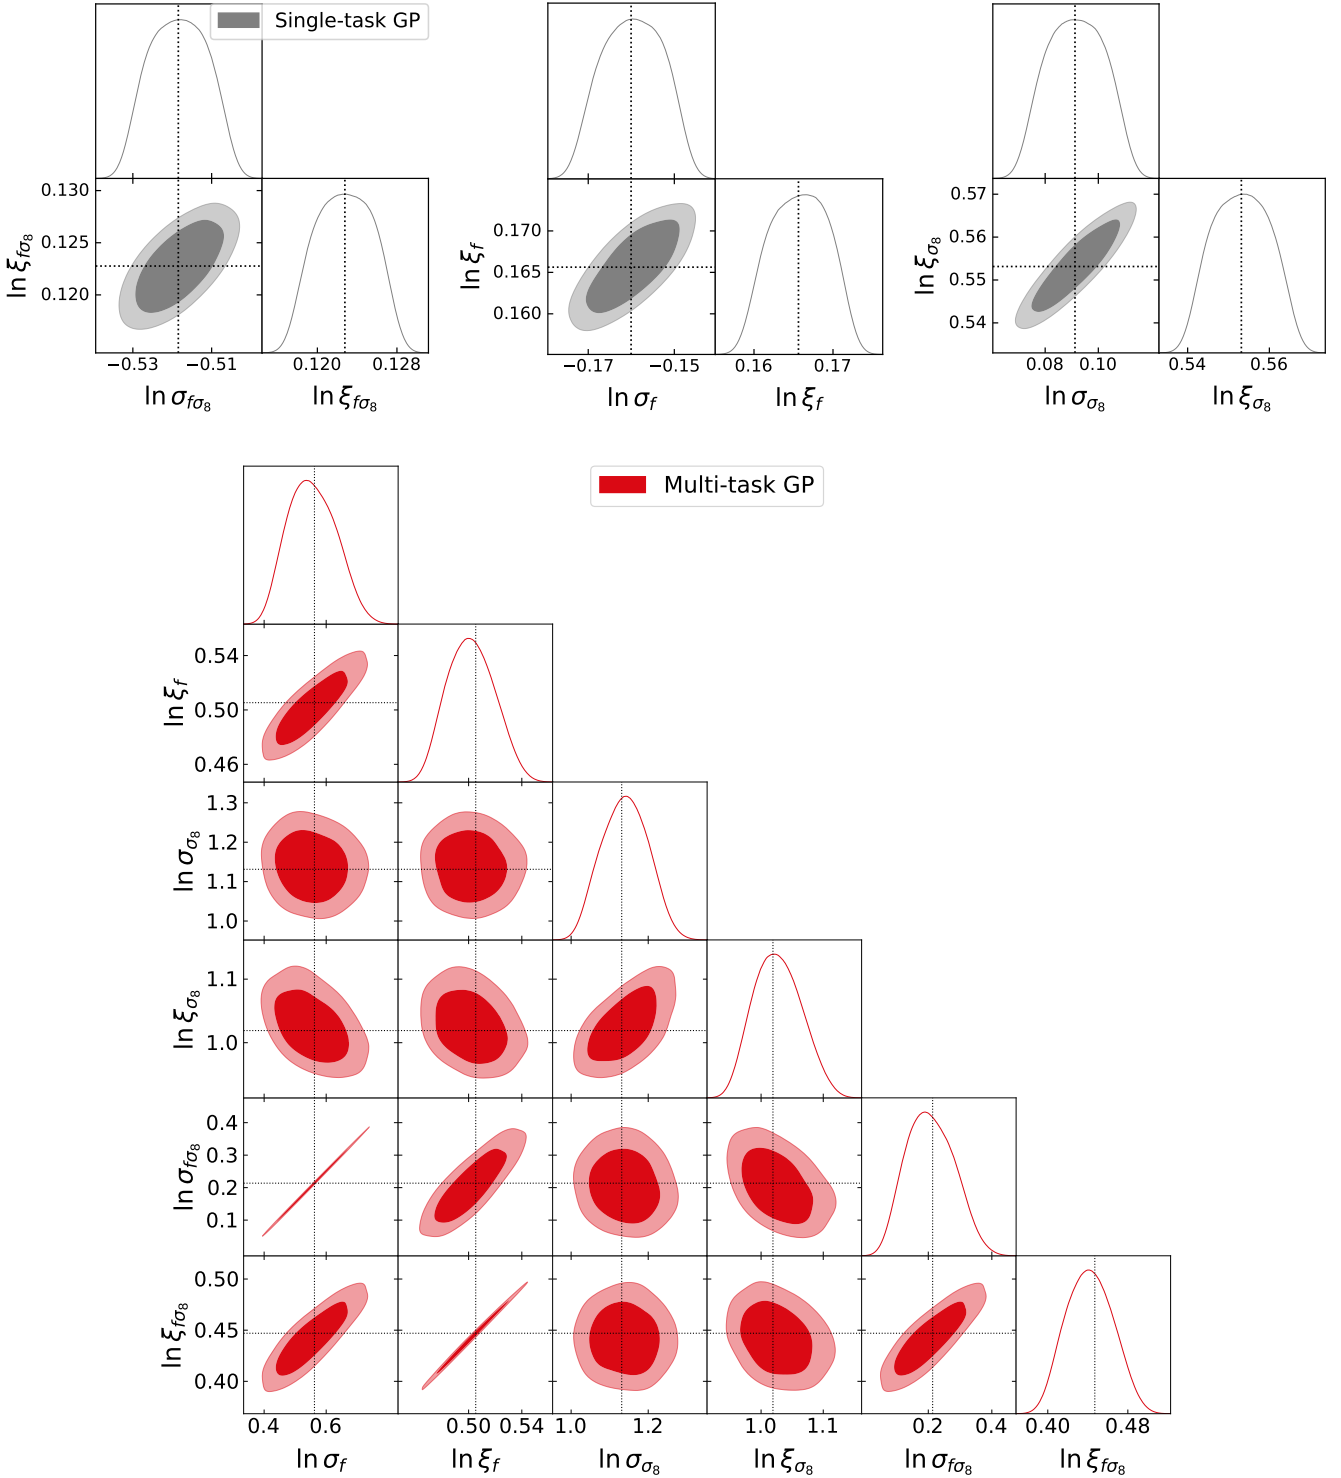 Single-task GP
0.130
0.125
0.120
ln ξ_{fσ₈}
−0.53 −0.51 0.120 0.128
ln σ_{fσ₈} ln ξ_{fσ₈}
0.170
0.165
0.160
ln ξ_f
−0.17 −0.15 0.16 0.17
ln σ_f ln ξ_f
0.57
0.56
0.55
0.54
ln ξ_{σ₈}
0.08 0.10 0.54 0.56
ln σ_{σ₈} ln ξ_{σ₈}
Multi-task GP
0.54
0.50
0.46
ln ξ_f
1.3
1.2
1.1
1.0
ln σ_{σ₈}
1.1
1.0
ln ξ_{σ₈}
0.4
0.3
0.2
0.1
ln σ_{fσ₈}
0.50
0.45
0.40
ln ξ_{fσ₈}
0.4 0.6 0.50 0.54 1.0 1.2 1.0 1.1 0.2 0.4 0.40 0.48
ln σ_f ln ξ_f ln σ_{σ₈} ln ξ_{σ₈} ln σ_{fσ₈} ln ξ_{fσ₈}